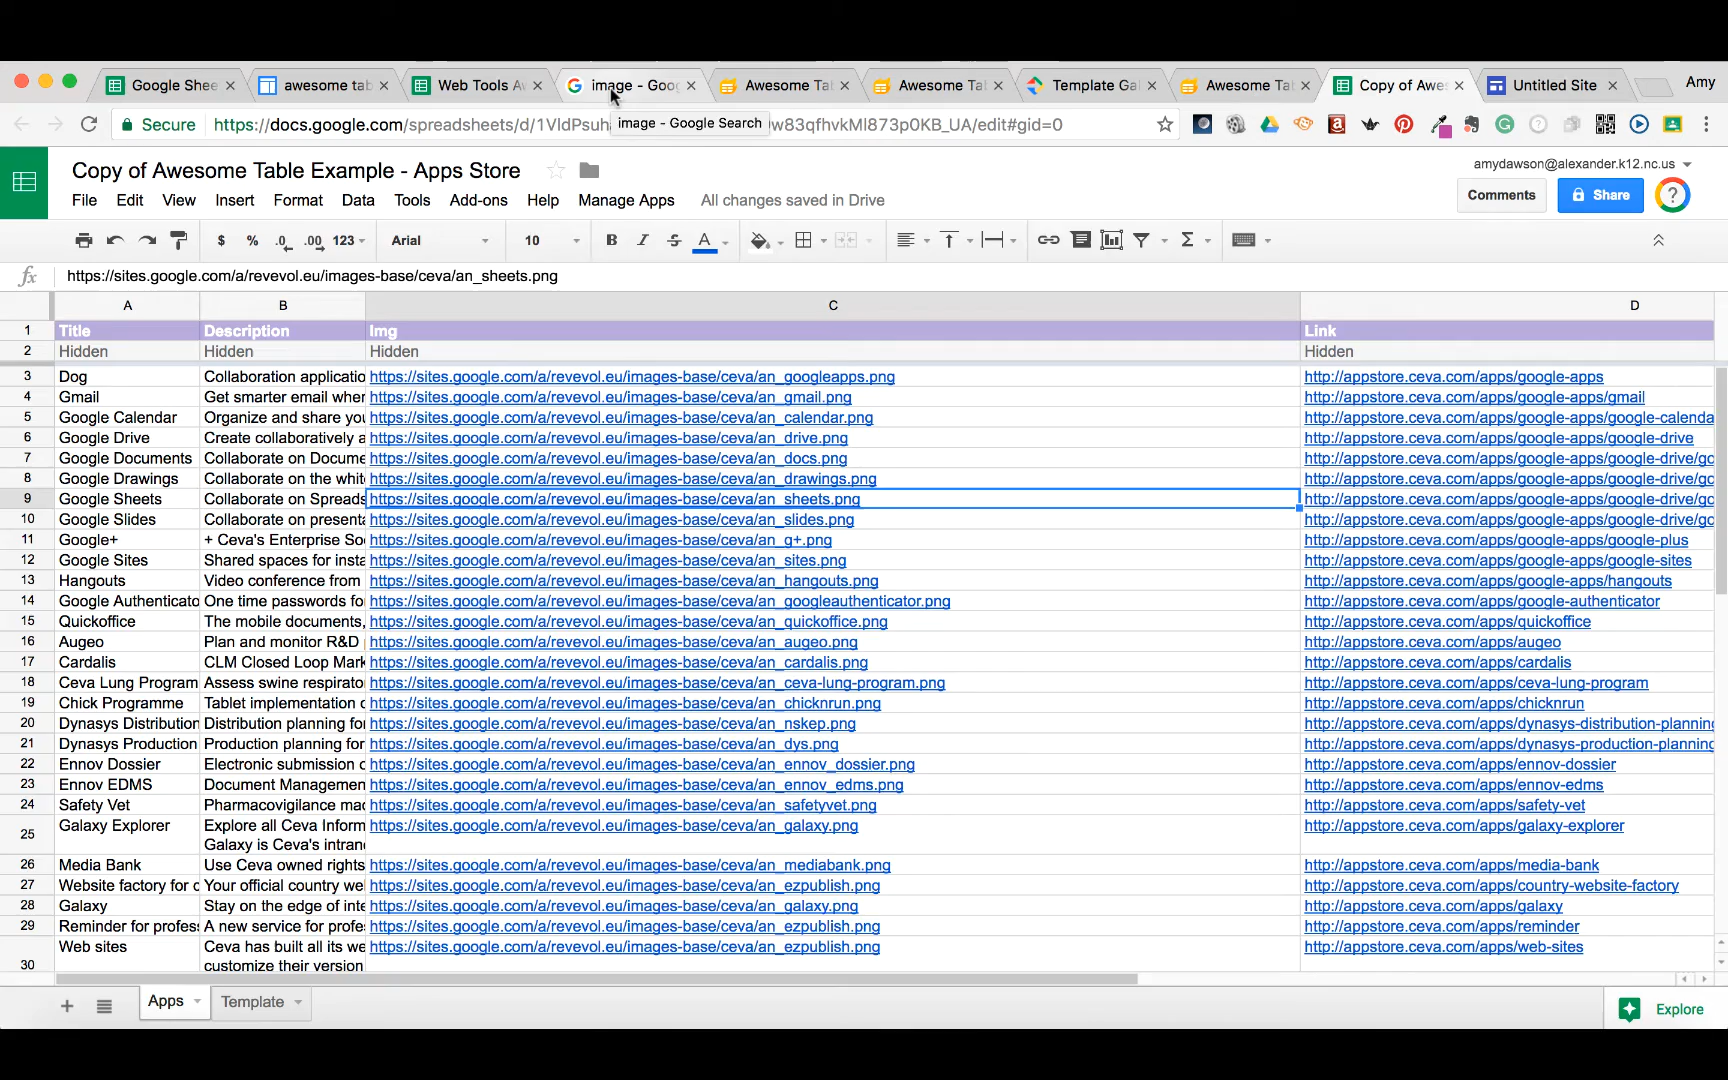 Google Shee
awesome tab
Web Tools Aw
image - Goog
Awesome Tab
Awesome Tab
Template Gal
Awesome Tab
Copy of Awes
Untitled Site
Amy
Secure https://docs.google.com/spreadsheets/d/1VldPsuh w83qfhvkMl873p0KB_UA/edit#gid=0
image - Google Search
Copy of Awesome Table Example - Apps Store
amydawson@alexander.k12.nc.us
File Edit View Insert Format Data Tools Add-ons Help Manage Apps All changes saved in Drive
Comments Share
$ % .0 .00 123 Arial 10 B I S A
fx https://sites.google.com/a/revevol.eu/images-base/ceva/an_sheets.png
A B C D
1 Title Description Img Link
2 Hidden Hidden Hidden Hidden
3 Dog Collaboration applicatio https://sites.google.com/a/revevol.eu/images-base/ceva/an_googleapps.png http://appstore.ceva.com/apps/google-apps
4 Gmail Get smarter email wher https://sites.google.com/a/revevol.eu/images-base/ceva/an_gmail.png http://appstore.ceva.com/apps/google-apps/gmail
5 Google Calendar Organize and share you https://sites.google.com/a/revevol.eu/images-base/ceva/an_calendar.png http://appstore.ceva.com/apps/google-apps/google-calenda
6 Google Drive Create collaboratively a https://sites.google.com/a/revevol.eu/images-base/ceva/an_drive.png http://appstore.ceva.com/apps/google-apps/google-drive
7 Google Documents Collaborate on Docume https://sites.google.com/a/revevol.eu/images-base/ceva/an_docs.png http://appstore.ceva.com/apps/google-apps/google-drive/gc
8 Google Drawings Collaborate on the whit https://sites.google.com/a/revevol.eu/images-base/ceva/an_drawings.png http://appstore.ceva.com/apps/google-apps/google-drive/gc
9 Google Sheets Collaborate on Spreads https://sites.google.com/a/revevol.eu/images-base/ceva/an_sheets.png http://appstore.ceva.com/apps/google-apps/google-drive/gc
10 Google Slides Collaborate on presenta https://sites.google.com/a/revevol.eu/images-base/ceva/an_slides.png http://appstore.ceva.com/apps/google-apps/google-drive/gc
11 Google+ + Ceva's Enterprise Soc https://sites.google.com/a/revevol.eu/images-base/ceva/an_g+.png http://appstore.ceva.com/apps/google-apps/google-plus
12 Google Sites Shared spaces for insta https://sites.google.com/a/revevol.eu/images-base/ceva/an_sites.png http://appstore.ceva.com/apps/google-apps/google-sites
13 Hangouts Video conference from https://sites.google.com/a/revevol.eu/images-base/ceva/an_hangouts.png http://appstore.ceva.com/apps/google-apps/hangouts
14 Google Authenticato One time passwords fo https://sites.google.com/a/revevol.eu/images-base/ceva/an_googleauthenticator.png http://appstore.ceva.com/apps/google-authenticator
15 Quickoffice The mobile documents, https://sites.google.com/a/revevol.eu/images-base/ceva/an_quickoffice.png http://appstore.ceva.com/apps/quickoffice
16 Augeo Plan and monitor R&D https://sites.google.com/a/revevol.eu/images-base/ceva/an_augeo.png http://appstore.ceva.com/apps/augeo
17 Cardalis CLM Closed Loop Mark https://sites.google.com/a/revevol.eu/images-base/ceva/an_cardalis.png http://appstore.ceva.com/apps/cardalis
18 Ceva Lung Program Assess swine respirator https://sites.google.com/a/revevol.eu/images-base/ceva/an_ceva-lung-program.png http://appstore.ceva.com/apps/ceva-lung-program
19 Chick Programme Tablet implementation c https://sites.google.com/a/revevol.eu/images-base/ceva/an_chicknrun.png http://appstore.ceva.com/apps/chicknrun
20 Dynasys Distribution Distribution planning for https://sites.google.com/a/revevol.eu/images-base/ceva/an_nskep.png http://appstore.ceva.com/apps/dynasys-distribution-planning
21 Dynasys Production Production planning for https://sites.google.com/a/revevol.eu/images-base/ceva/an_dys.png http://appstore.ceva.com/apps/dynasys-production-planning
22 Ennov Dossier Electronic submission c https://sites.google.com/a/revevol.eu/images-base/ceva/an_ennov_dossier.png http://appstore.ceva.com/apps/ennov-dossier
23 Ennov EDMS Document Managemen https://sites.google.com/a/revevol.eu/images-base/ceva/an_ennov_edms.png http://appstore.ceva.com/apps/ennov-edms
24 Safety Vet Pharmacovigilance mac https://sites.google.com/a/revevol.eu/images-base/ceva/an_safetyvet.png http://appstore.ceva.com/apps/safety-vet
25 Galaxy Explorer Explore all Ceva Inform https://sites.google.com/a/revevol.eu/images-base/ceva/an_galaxy.png http://appstore.ceva.com/apps/galaxy-explorer
Galaxy is Ceva's intranc
26 Media Bank Use Ceva owned rights https://sites.google.com/a/revevol.eu/images-base/ceva/an_mediabank.png http://appstore.ceva.com/apps/media-bank
27 Website factory for c Your official country we https://sites.google.com/a/revevol.eu/images-base/ceva/an_ezpublish.png http://appstore.ceva.com/apps/country-website-factory
28 Galaxy Stay on the edge of inte https://sites.google.com/a/revevol.eu/images-base/ceva/an_galaxy.png http://appstore.ceva.com/apps/galaxy
29 Reminder for profess A new service for profes https://sites.google.com/a/revevol.eu/images-base/ceva/an_ezpublish.png http://appstore.ceva.com/apps/reminder
30 Web sites Ceva has built all its we https://sites.google.com/a/revevol.eu/images-base/ceva/an_ezpublish.png http://appstore.ceva.com/apps/web-sites
customize their version
Apps Template Explore